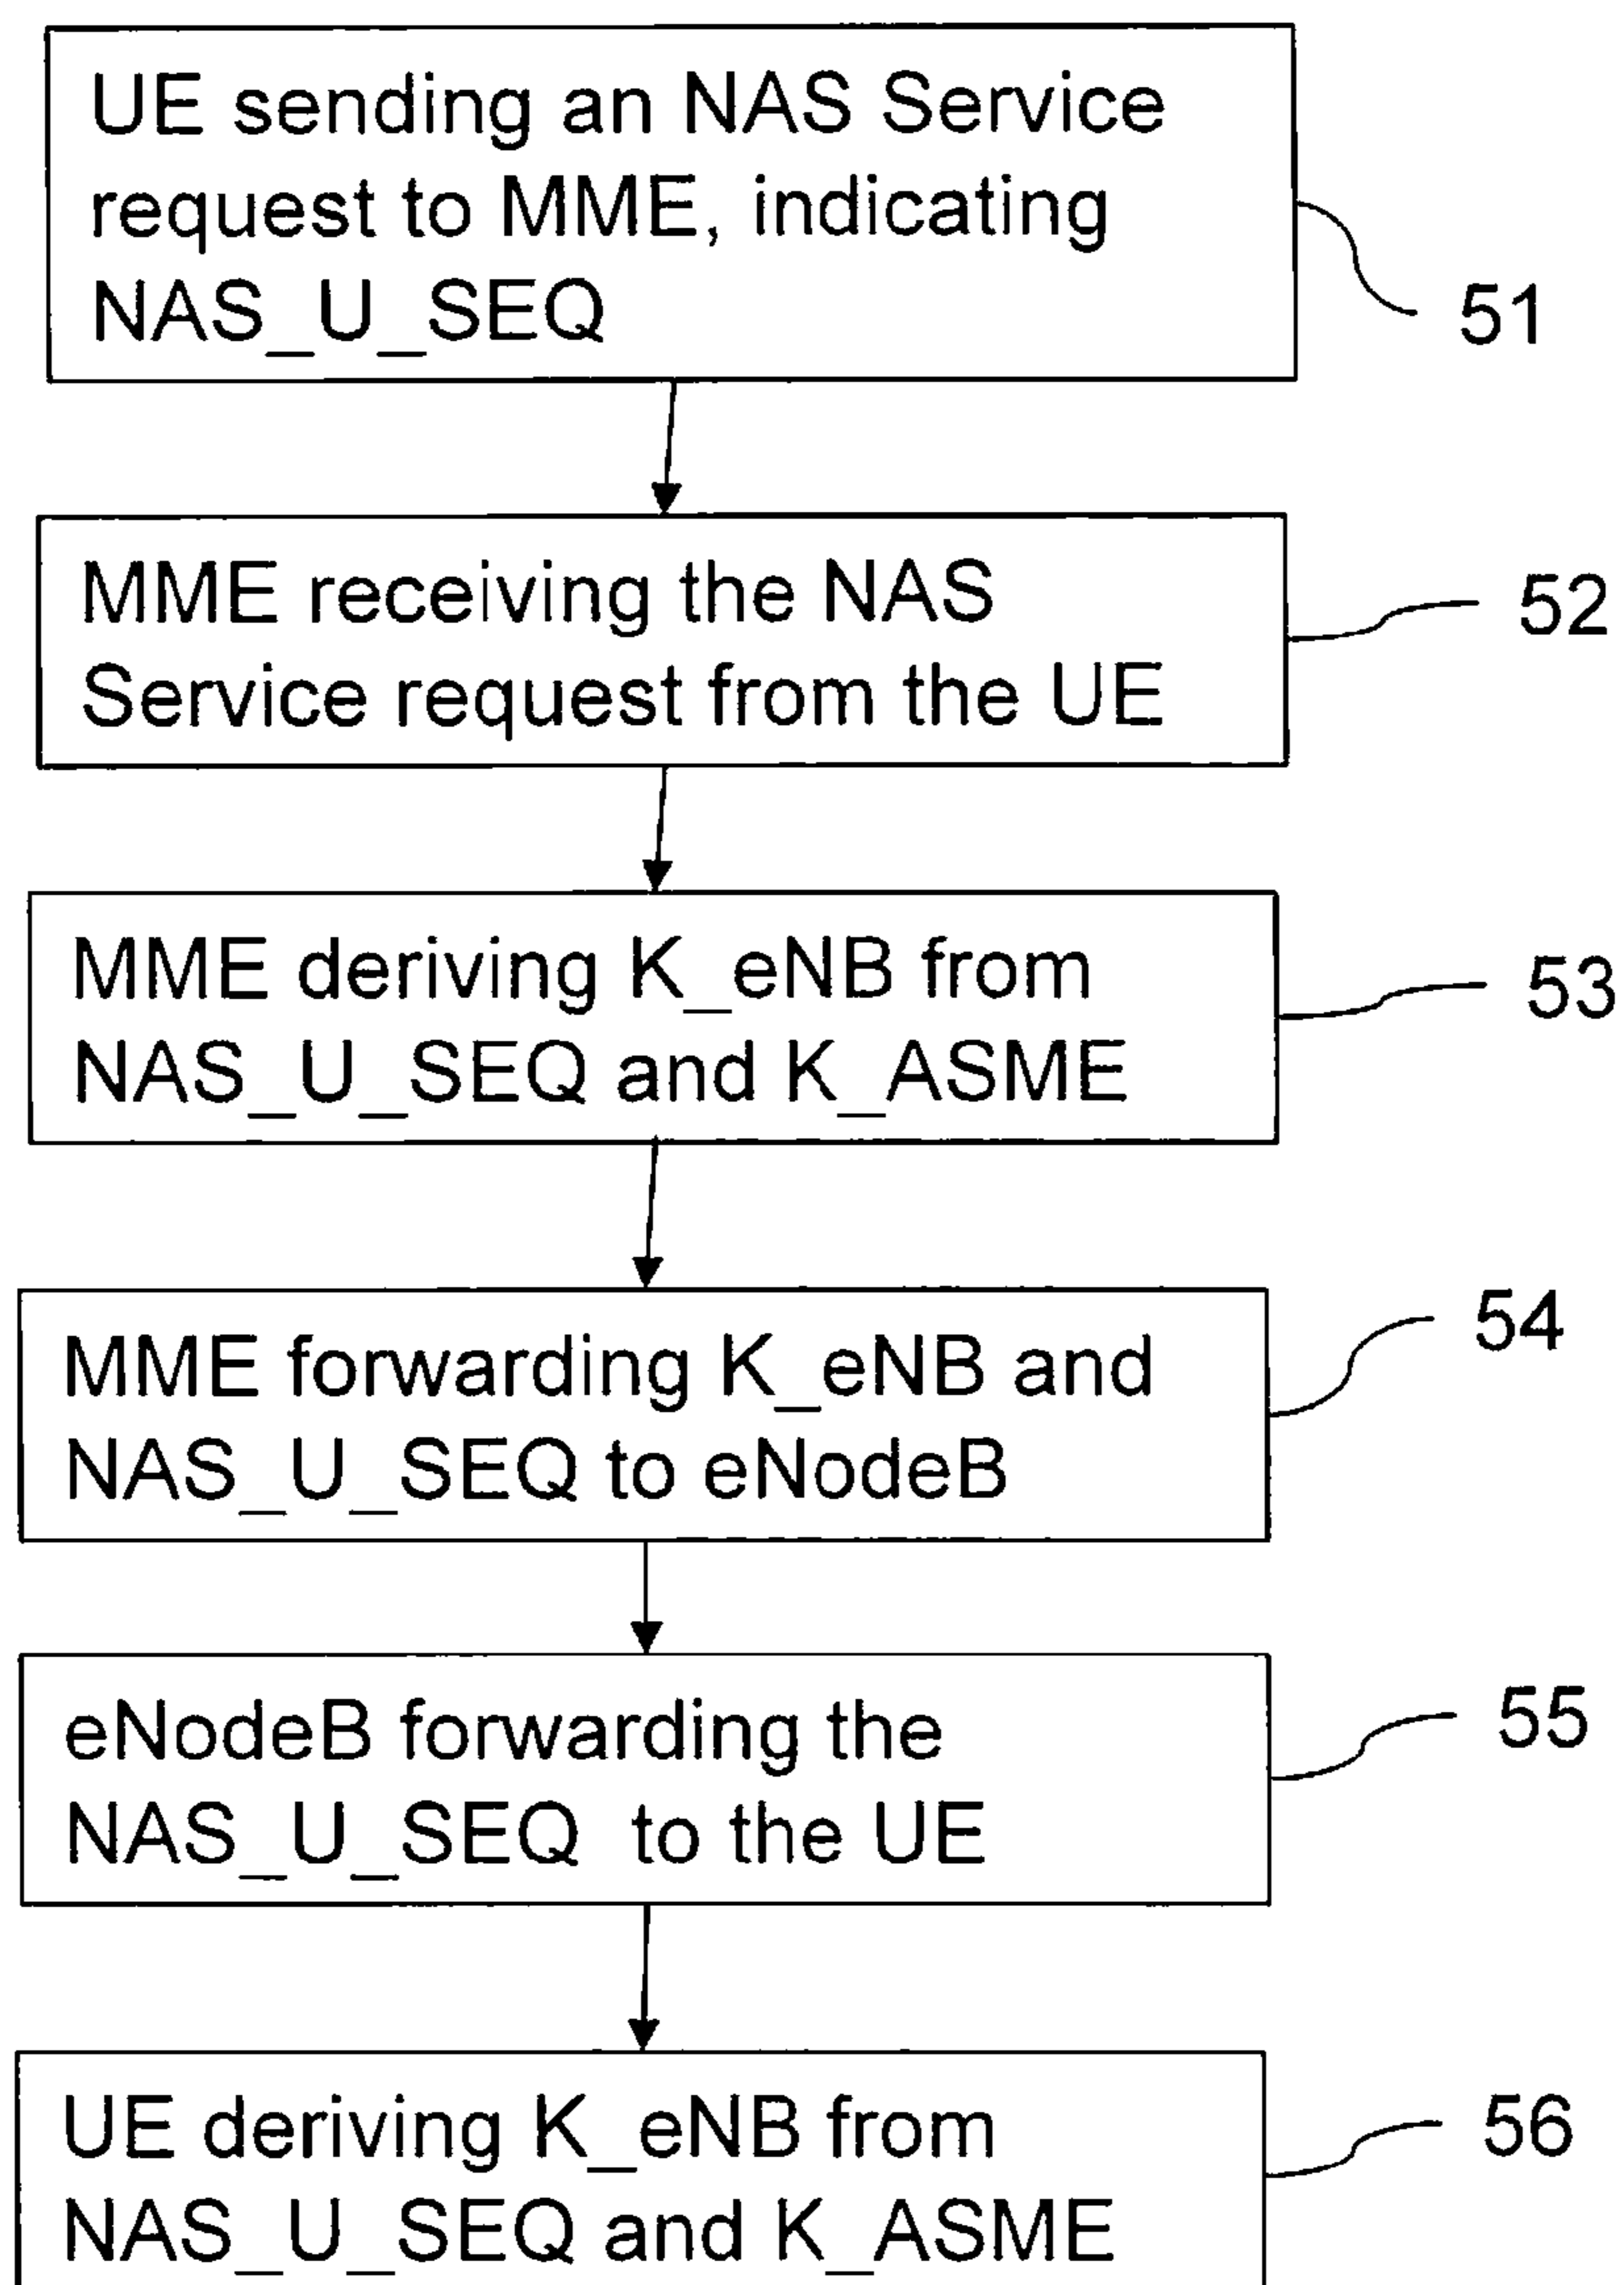 UE sending an NAS Service
request to MME, indicating
NAS_U_SEQ
51
MME receiving the NAS
Service request from the UE
52
MME deriving K_eNB from
NAS_U_SEQ and K_ASME
53
MME forwarding K_eNB and
NAS_U_SEQ to eNodeB
54
eNodeB forwarding the
NAS_U_SEQ to the UE
55
UE deriving K_eNB from
NAS_U_SEQ and K_ASME
56